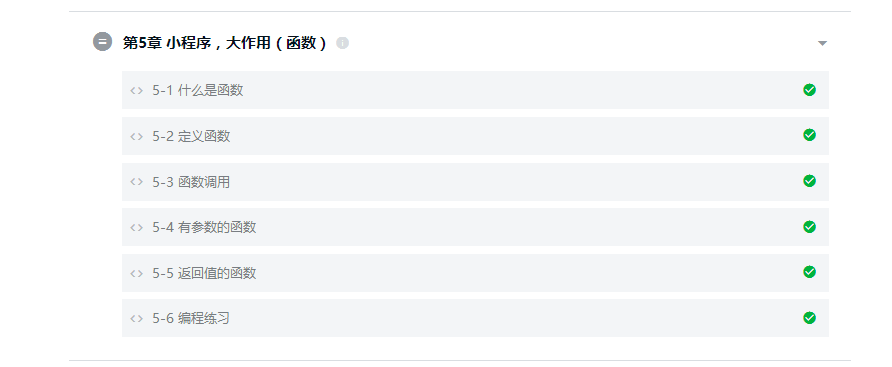 第5章 小程序，大作用（函数）
5-1 什么是函数
5-2 定义函数
5-3 函数调用
5-4 有参数的函数
5-5 返回值的函数
5-6 编程练习